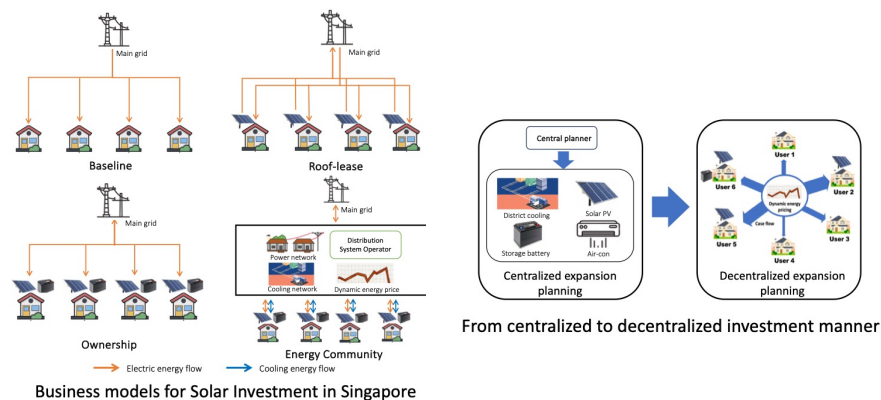 Main grid
Baseline
Main grid
Roof-lease
Main grid
Ownership
Main grid
Power network
Distribution
System Operator
Cooling network
Dynamic energy price
Energy Community
Electric energy flow
Cooling energy flow
Business models for Solar Investment in Singapore
Central planner
District cooling
Solar PV
Storage battery
Air-con
Centralized expansion
planning
User 1
User 2
User 3
User 4
User 5
User 6
Dynamic energy
pricing
Case flow
Decentralized expansion
planning
From centralized to decentralized investment manner